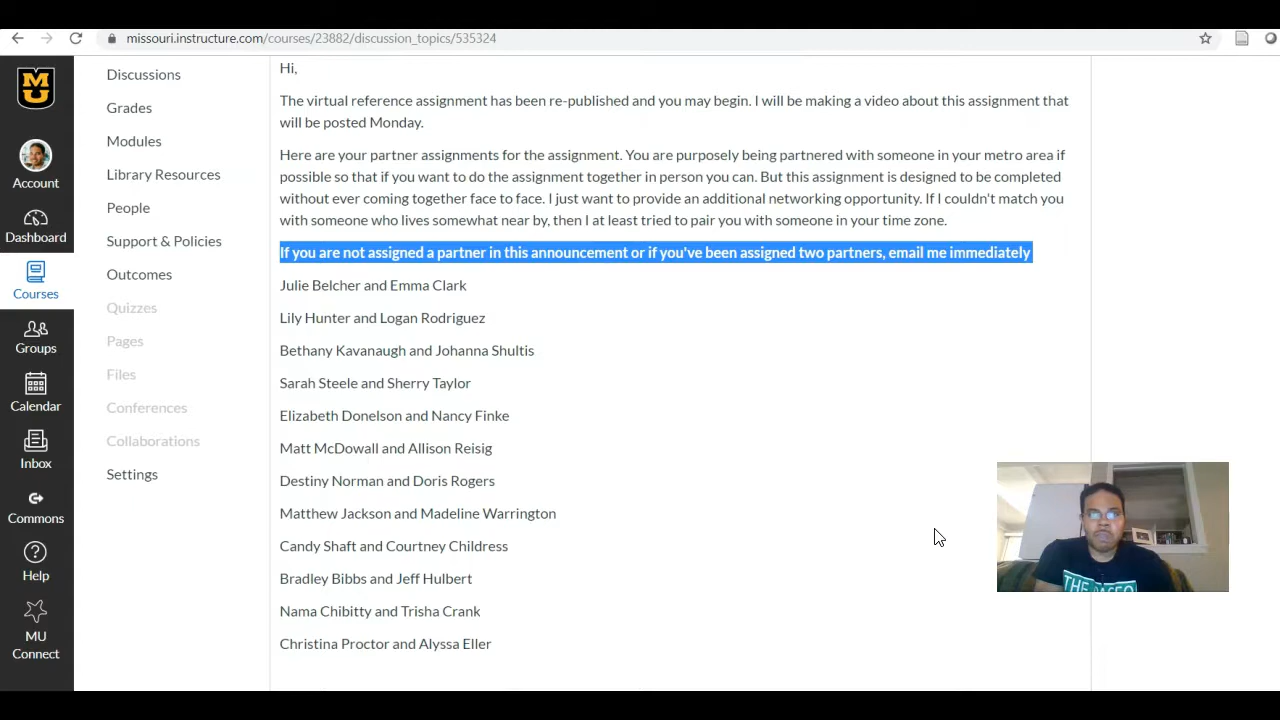 missouri.instructure.com/courses/23882/discussion_topics/535324
MU
Account
Dashboard
Courses
Groups
Calendar
Inbox
Commons
Help
MU
Connect
Discussions
Grades
Modules
Library Resources
People
Support & Policies
Outcomes
Quizzes
Pages
Files
Conferences
Collaborations
Settings
Hi,
The virtual reference assignment has been re-published and you may begin. I will be making a video about this assignment that
will be posted Monday.
Here are your partner assignments for the assignment. You are purposely being partnered with someone in your metro area if
possible so that if you want to do the assignment together in person you can. But this assignment is designed to be completed
without ever coming together face to face. I just want to provide an additional networking opportunity. If I couldn't match you
with someone who lives somewhat near by, then I at least tried to pair you with someone in your time zone.
If you are not assigned a partner in this announcement or if you've been assigned two partners, email me immediately
Julie Belcher and Emma Clark
Lily Hunter and Logan Rodriguez
Bethany Kavanaugh and Johanna Shultis
Sarah Steele and Sherry Taylor
Elizabeth Donelson and Nancy Finke
Matt McDowall and Allison Reisig
Destiny Norman and Doris Rogers
Matthew Jackson and Madeline Warrington
Candy Shaft and Courtney Childress
Bradley Bibbs and Jeff Hulbert
Nama Chibitty and Trisha Crank
Christina Proctor and Alyssa Eller
THE